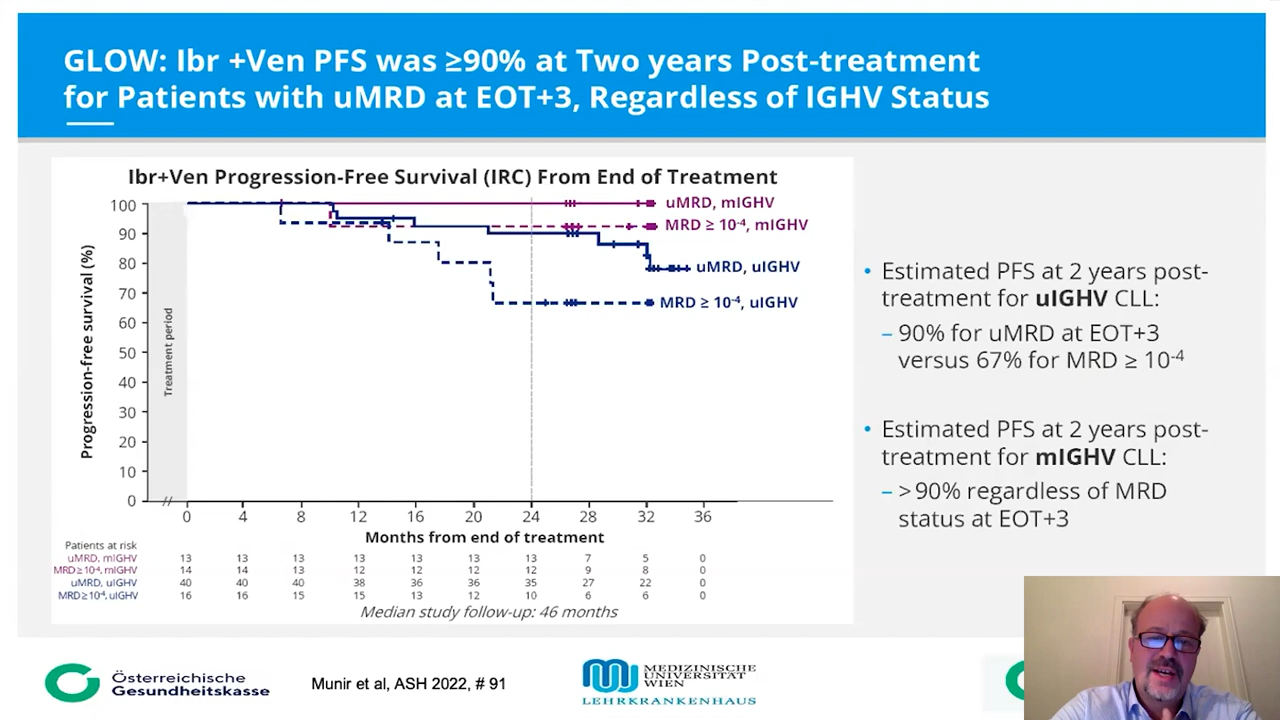 GLOW: Ibr +Ven PFS was ≥90% at Two years Post-treatment
for Patients with uMRD at EOT+3, Regardless of IGHV Status
Ibr+Ven Progression-Free Survival (IRC) From End of Treatment
Progression-free survival (%)
100
90
80
70
60
50
40
30
20
10
0
Treatment period
uMRD, mIGHV
MRD ≥ 10-4, mIGHV
uMRD, uIGHV
MRD ≥ 10-4, uIGHV
0 4 8 12 16 20 24 28 32 36
Months from end of treatment
Patients at risk
uMRD, mIGHV 13 13 13 13 13 13 13 7 5 0
MRD ≥ 10-4, mIGHV 14 14 13 12 12 12 12 9 8 0
uMRD, uIGHV 40 40 40 38 36 36 35 27 22 0
MRD ≥ 10-4, uIGHV 16 16 15 15 13 12 10 6 6 0
Median study follow-up: 46 months
• Estimated PFS at 2 years post-
treatment for uIGHV CLL:
– 90% for uMRD at EOT+3
versus 67% for MRD ≥ 10-4
• Estimated PFS at 2 years post-
treatment for mIGHV CLL:
– > 90% regardless of MRD
status at EOT+3
Österreichische
Gesundheitskasse
Munir et al, ASH 2022, # 91
MEDIZINISCHE
UNIVERSITÄT
WIEN
LEHRKRANKENHAUS